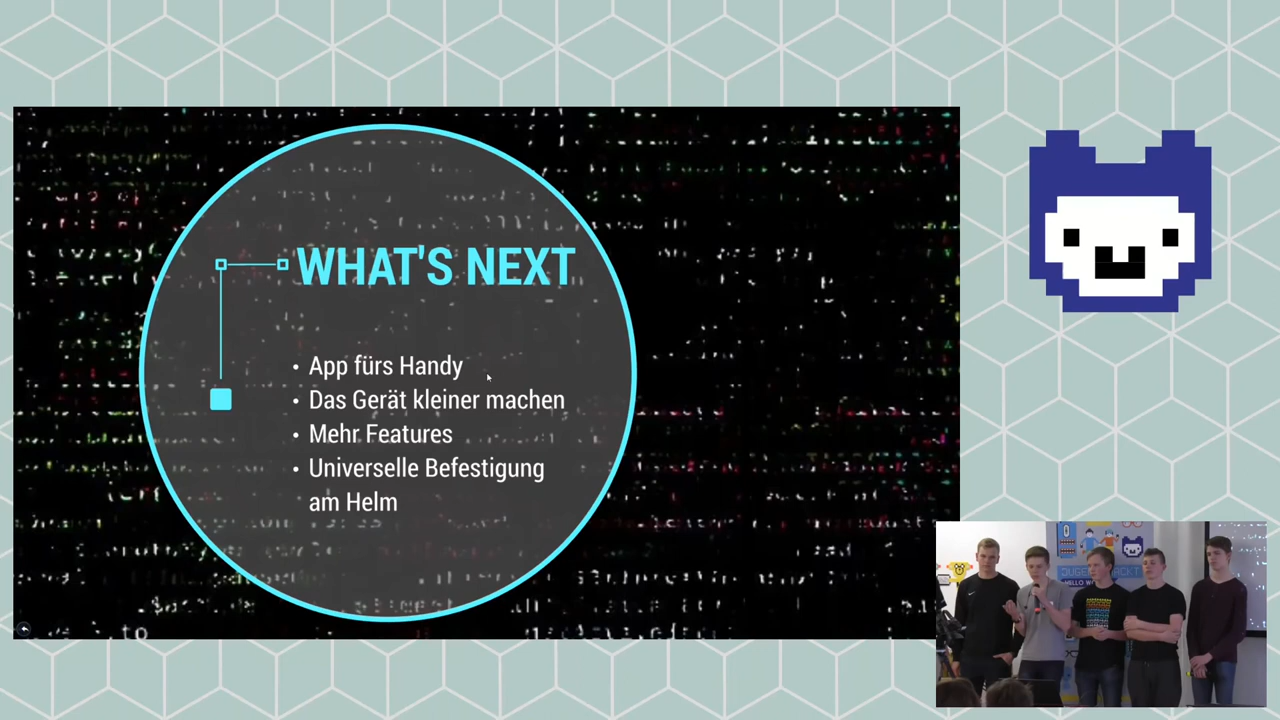 WHAT'S NEXT
• App fürs Handy
• Das Gerät kleiner machen
• Mehr Features
• Universelle Befestigung
am Helm